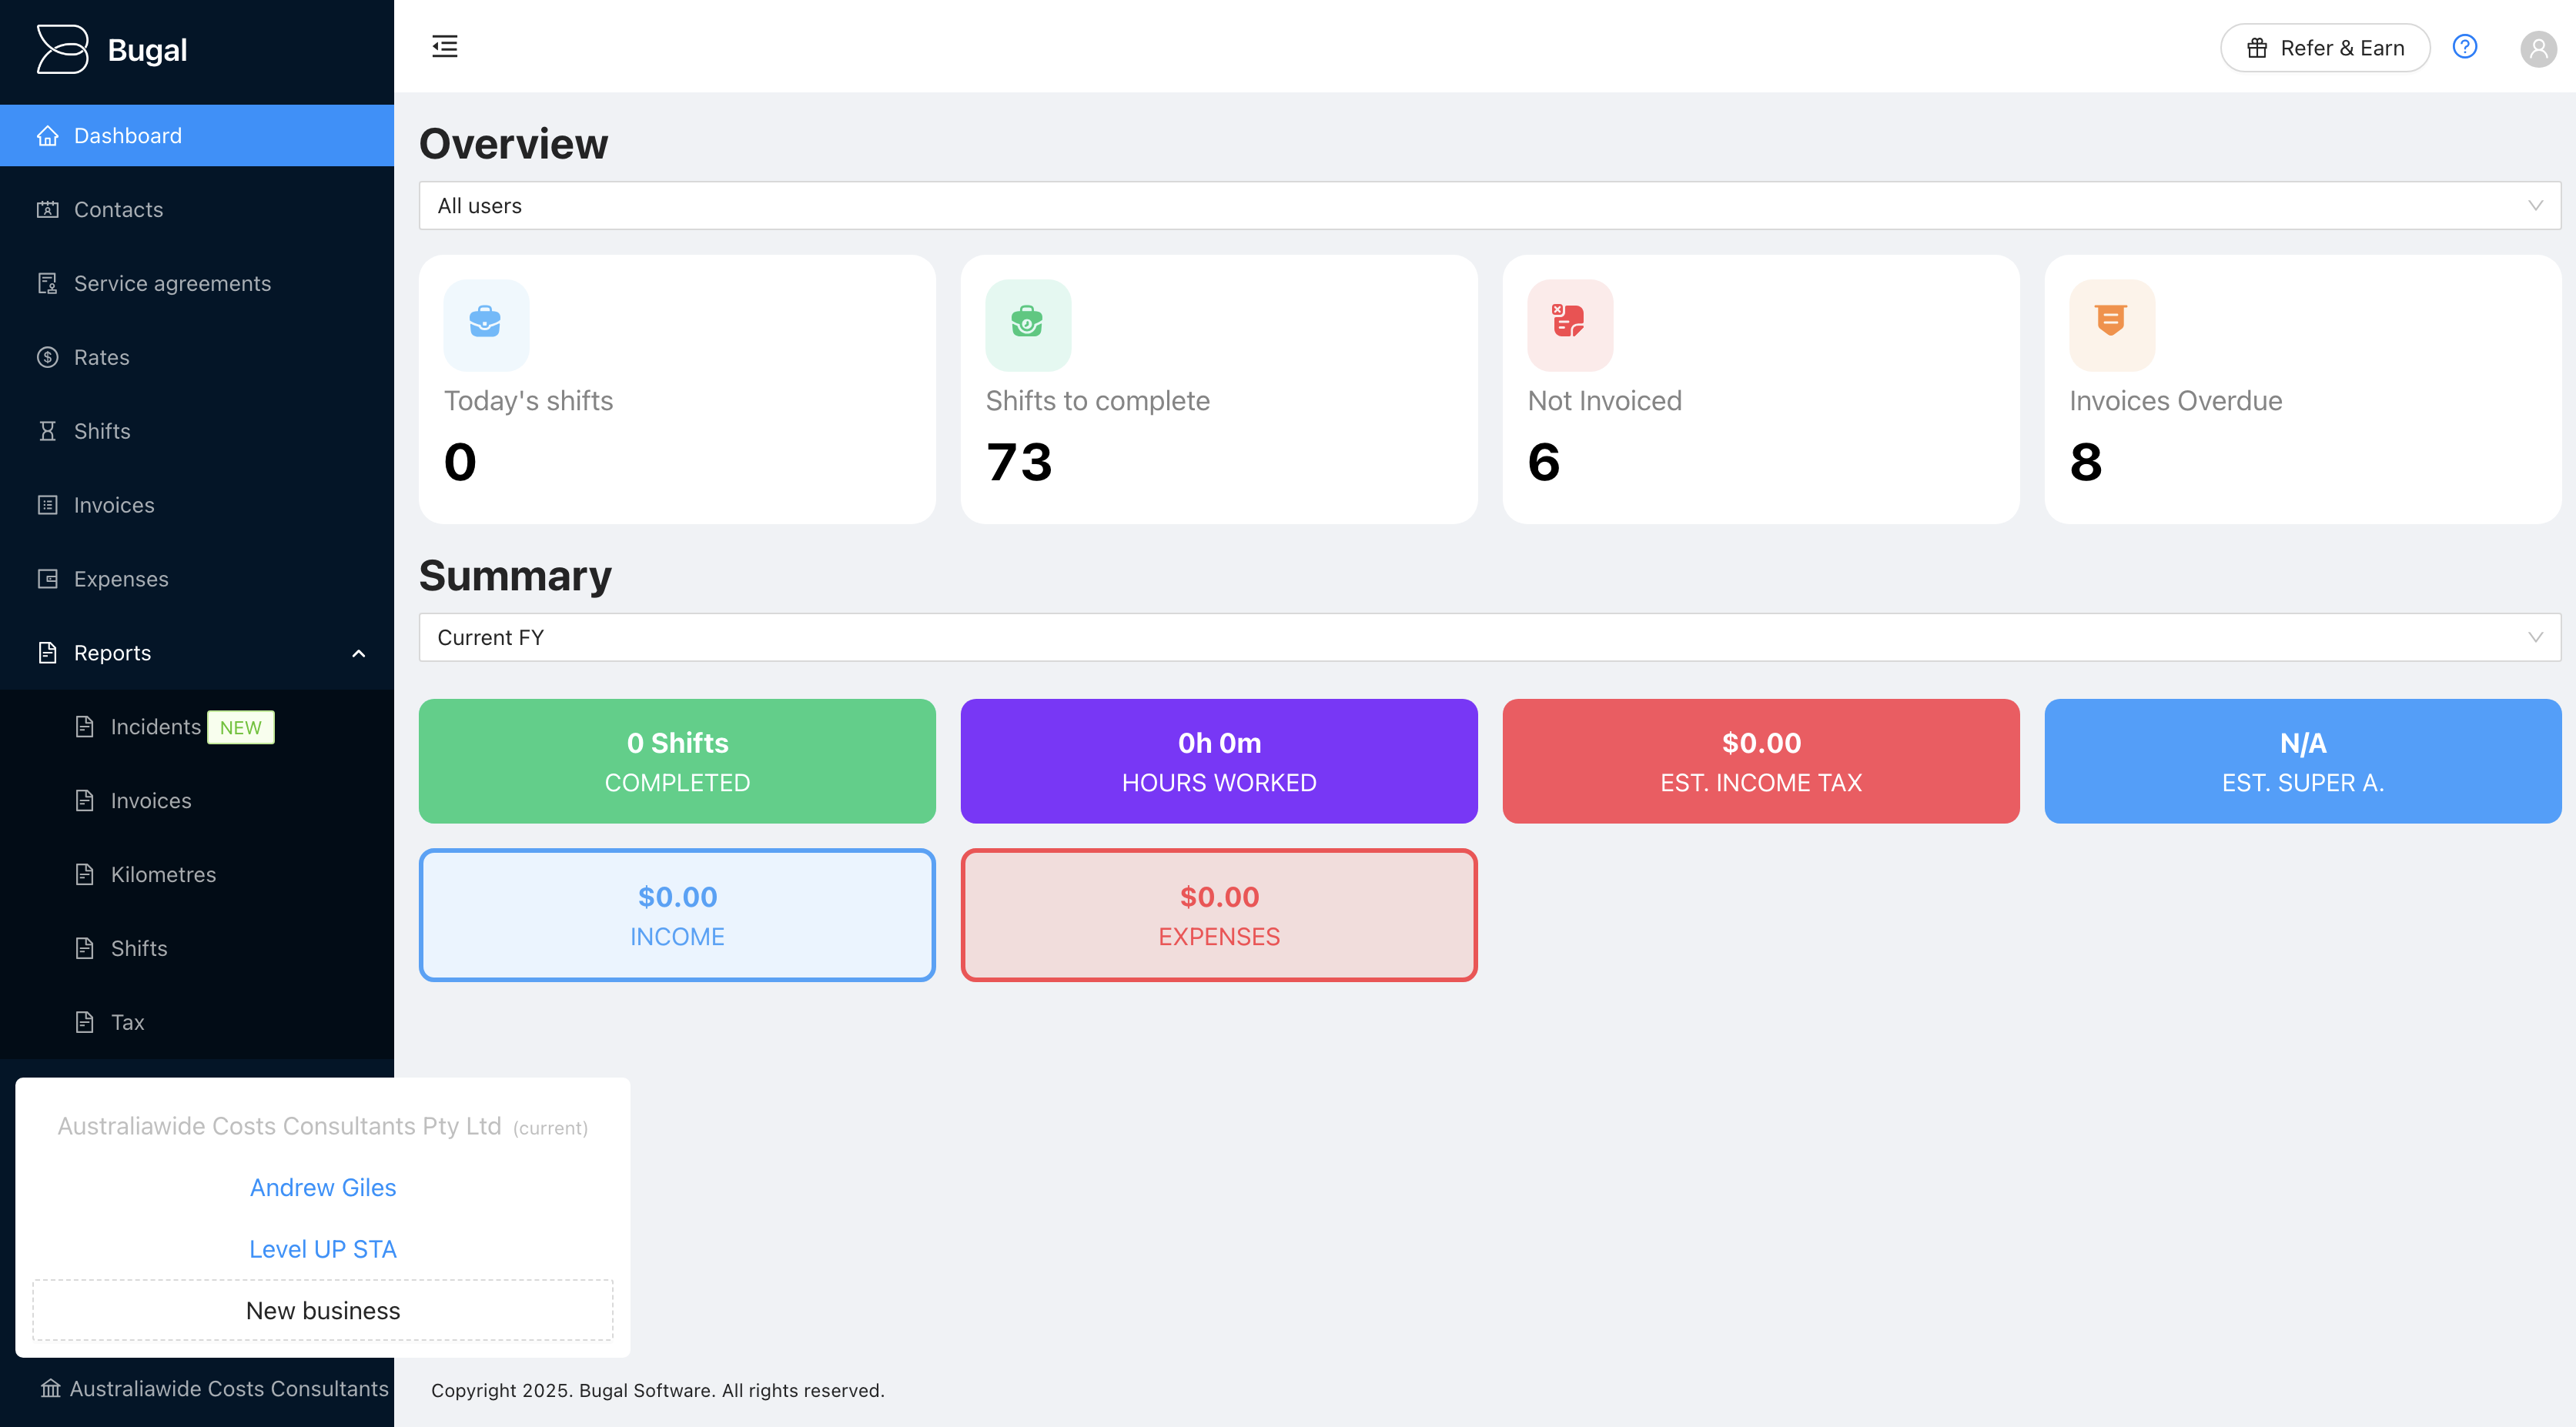 Bugal
Refer & Earn
Dashboard
Contacts
Service agreements
Rates
Shifts
Invoices
Expenses
Reports
Incidents NEW
Invoices
Kilometres
Shifts
Tax
Australiawide Costs Consultants Pty Ltd (current)
Andrew Giles
Level UP STA
New business
Australiawide Costs Consultants
Overview
All users
Today's shifts
0
Shifts to complete
73
Not Invoiced
6
Invoices Overdue
8
Summary
Current FY
0 Shifts
COMPLETED
0h 0m
HOURS WORKED
$0.00
EST. INCOME TAX
N/A
EST. SUPER A.
$0.00
INCOME
$0.00
EXPENSES
Copyright 2025. Bugal Software. All rights reserved.